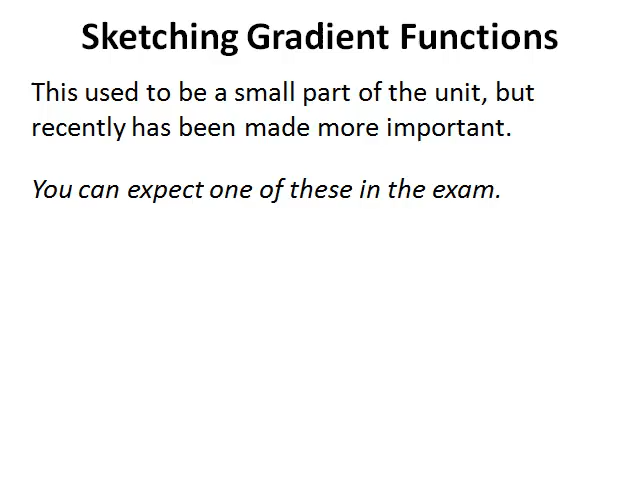 Sketching Gradient Functions
This used to be a small part of the unit, but
recently has been made more important.
You can expect one of these in the exam.